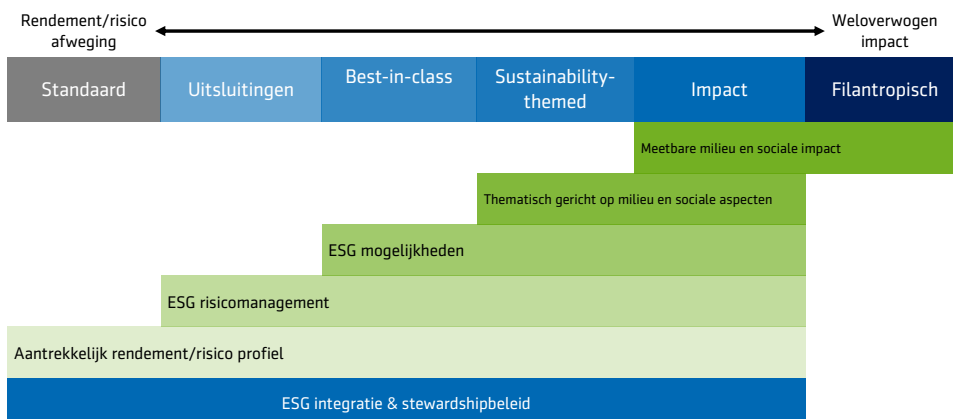 Rendement/risico
afweging
Weloverwogen
impact
Standaard
Uitsluitingen
Best-in-class
Sustainability-
themed
Impact
Filantropisch
Meetbare milieu en sociale impact
Thematisch gericht op milieu en sociale aspecten
ESG mogelijkheden
ESG risicomanagement
Aantrekkelijk rendement/risico profiel
ESG integratie & stewardshipbeleid